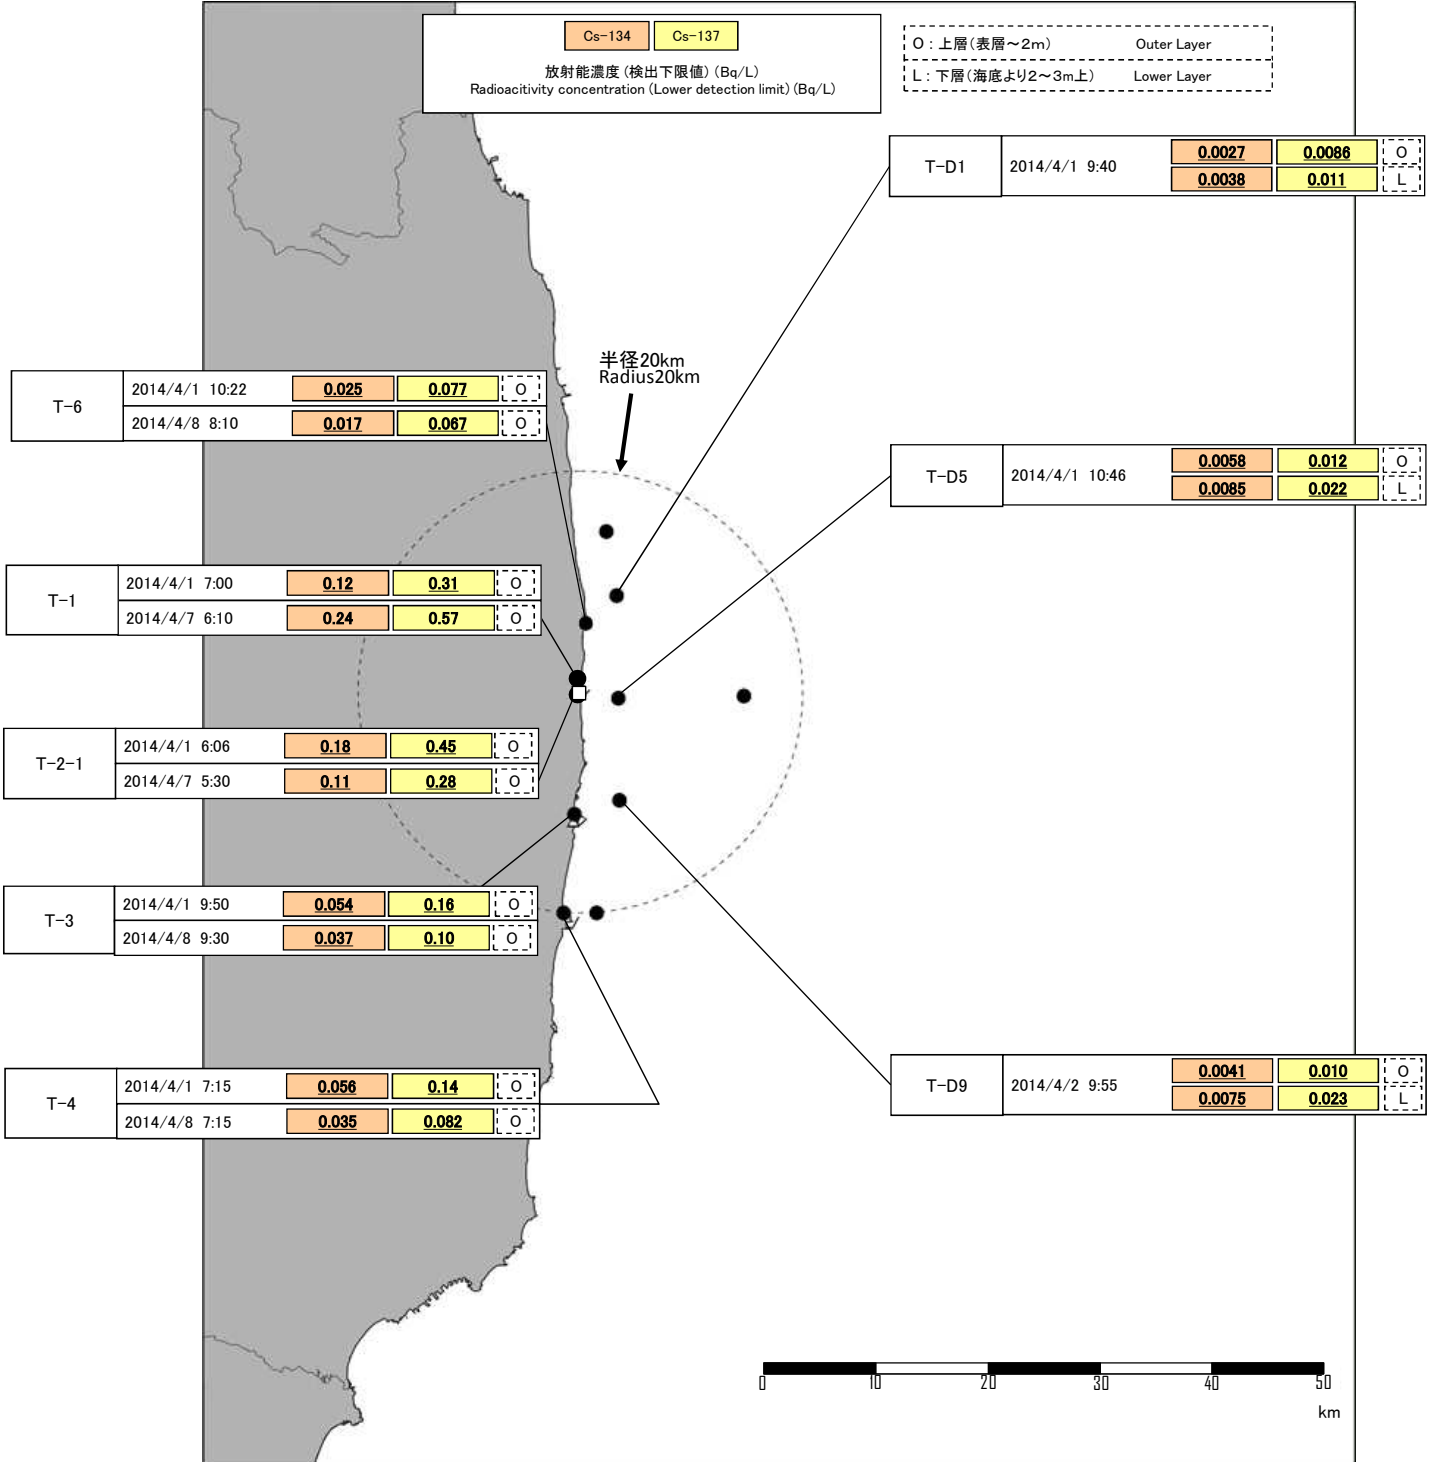 Cs-134 Cs-137
放射能濃度(検出下限値)(Bq/L)
Radioacitivity concentration(Lower detection limit)(Bq/L)
O:上層(表層~2m) Outer Layer
L:下層(海底より2~3m上) Lower Layer
T-D1 2014/4/1 9:40 0.0027 0.0086 O
0.0038 0.011 L
半径20km
Radius20km
T-6 2014/4/1 10:22 0.025 0.077 O
2014/4/8 8:10 0.017 0.067 O
T-D5 2014/4/1 10:46 0.0058 0.012 O
0.0085 0.022 L
T-1 2014/4/1 7:00 0.12 0.31 O
2014/4/7 6:10 0.24 0.57 O
T-2-1 2014/4/1 6:06 0.18 0.45 O
2014/4/7 5:30 0.11 0.28 O
T-3 2014/4/1 9:50 0.054 0.16 O
2014/4/8 9:30 0.037 0.10 O
T-4 2014/4/1 7:15 0.056 0.14 O
2014/4/8 7:15 0.035 0.082 O
T-D9 2014/4/2 9:55 0.0041 0.010 O
0.0075 0.023 L
0 10 20 30 40 50
km